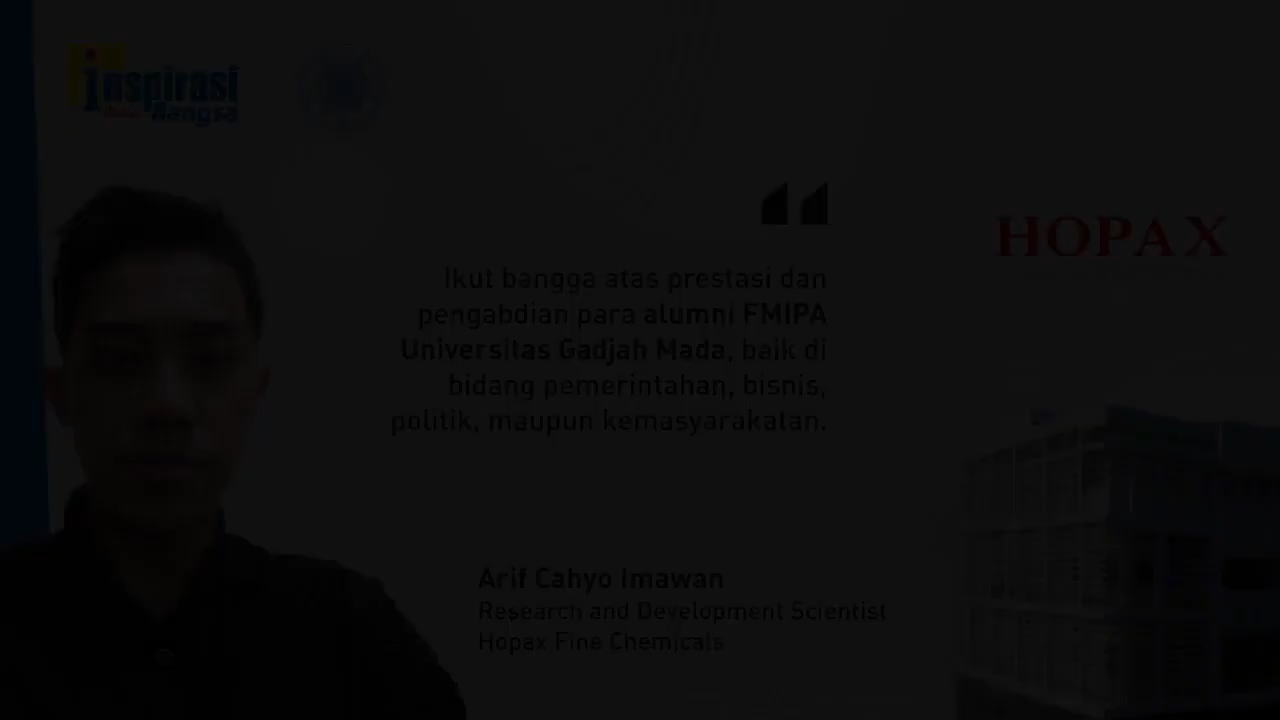 inspirasi
Bangsa
HOPAX
Ikut bangga atas prestasi dan
pengabdian para alumni FMIPA
Universitas Gadjah Mada, baik di
bidang pemerintahan, bisnis,
politik, maupun kemasyarakatan.
Arif Cahyo Imawan
Research and Development Scientist
Hopax Fine Chemicals